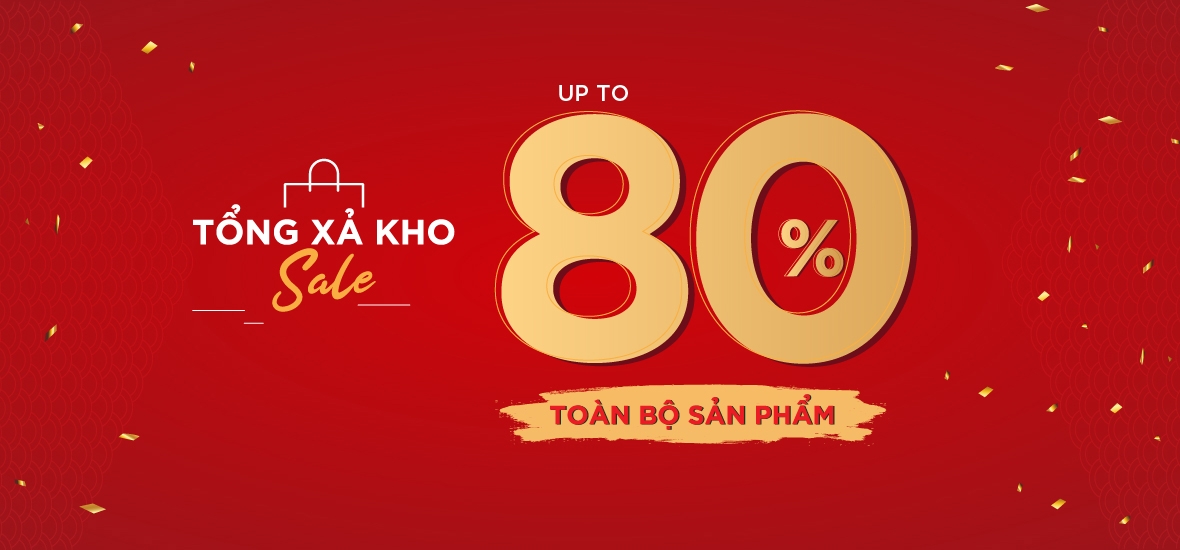 TỔNG XẢ KHO
Sale
UP TO
80%
TOÀN BỘ SẢN PHẨM